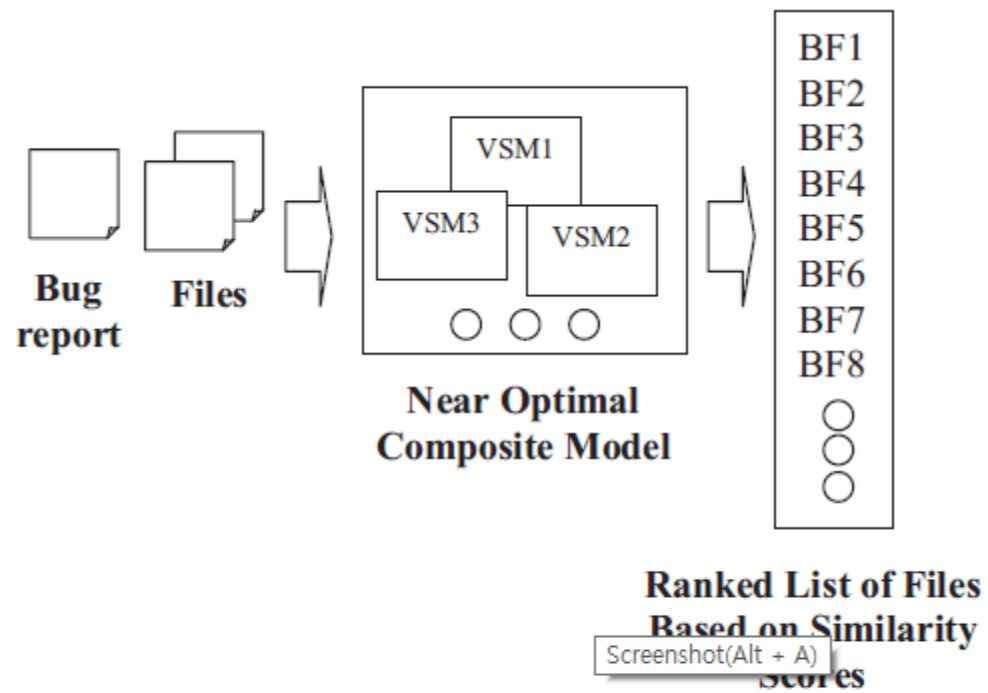 Bug
report
Files
VSM1
VSM3
VSM2
Near Optimal
Composite Model
BF1
BF2
BF3
BF4
BF5
BF6
BF7
BF8
Ranked List of Files
Based on Similarity
Scores
Screenshot(Alt + A)